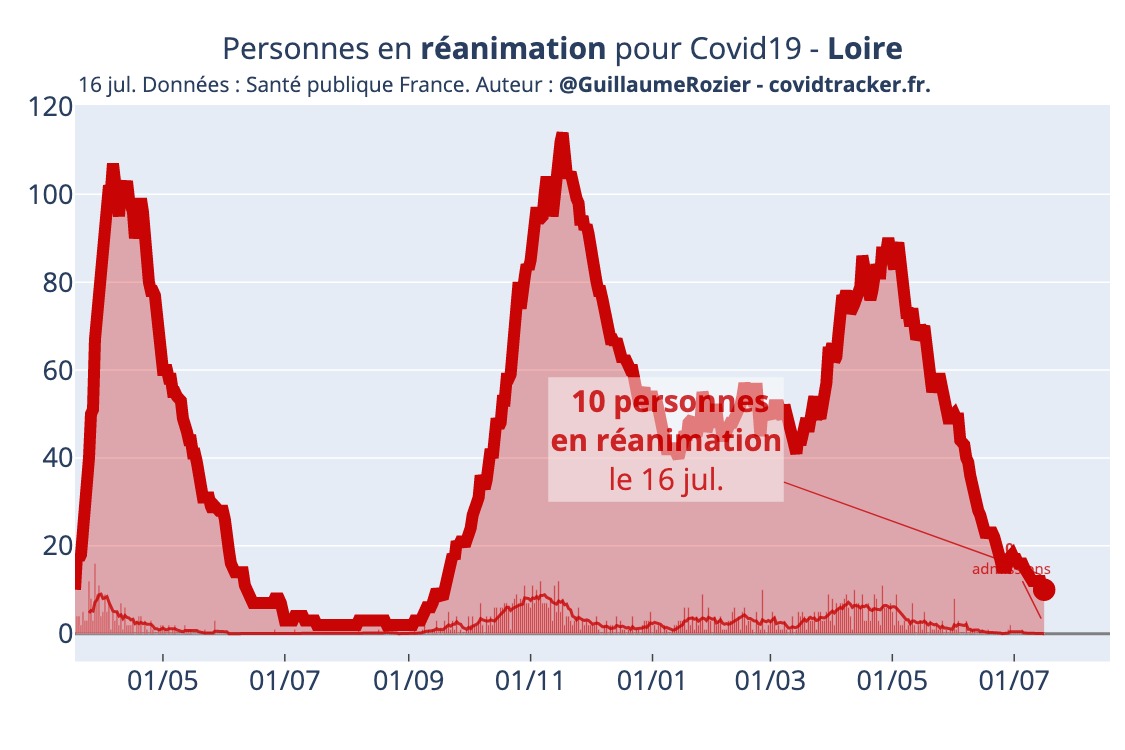 Personnes en réanimation pour Covid19 - Loire
16 jul. Données : Santé publique France. Auteur : @GuillaumeRozier - covidtracker.fr.
120
100
80
60
40
20
0
10 personnes
en réanimation
le 16 jul.
admissions
01/05 01/07 01/09 01/11 01/01 01/03 01/05 01/07